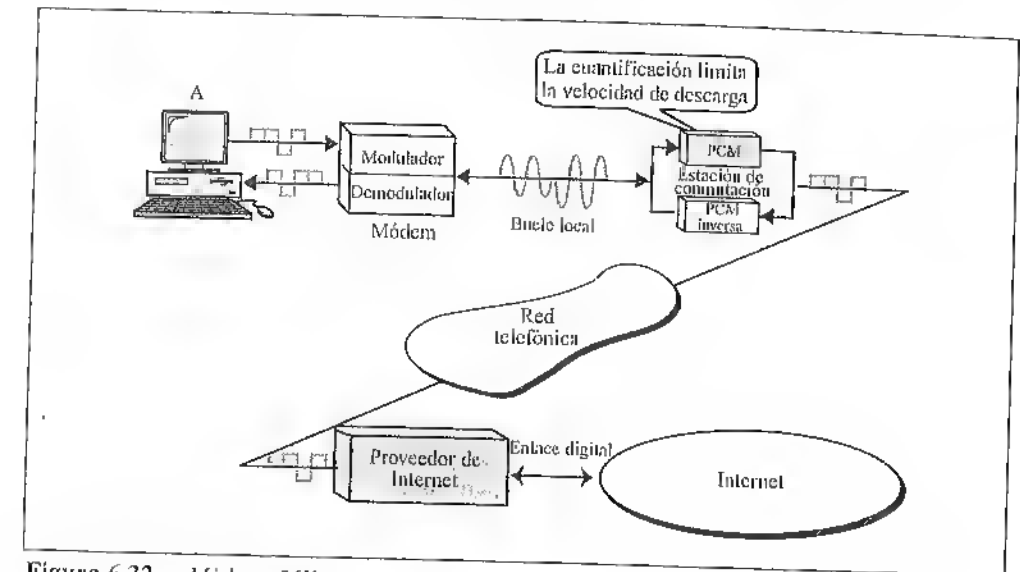 La cuantificación limita
la velocidad de descarga
A
Modulador
Demodulador
Módem
Bucle local
PCM
Estación de
conmutación
PCM
inversa
Red
telefónica
Proveedor de
Internet
Enlace digital
Internet
Figura 6.32